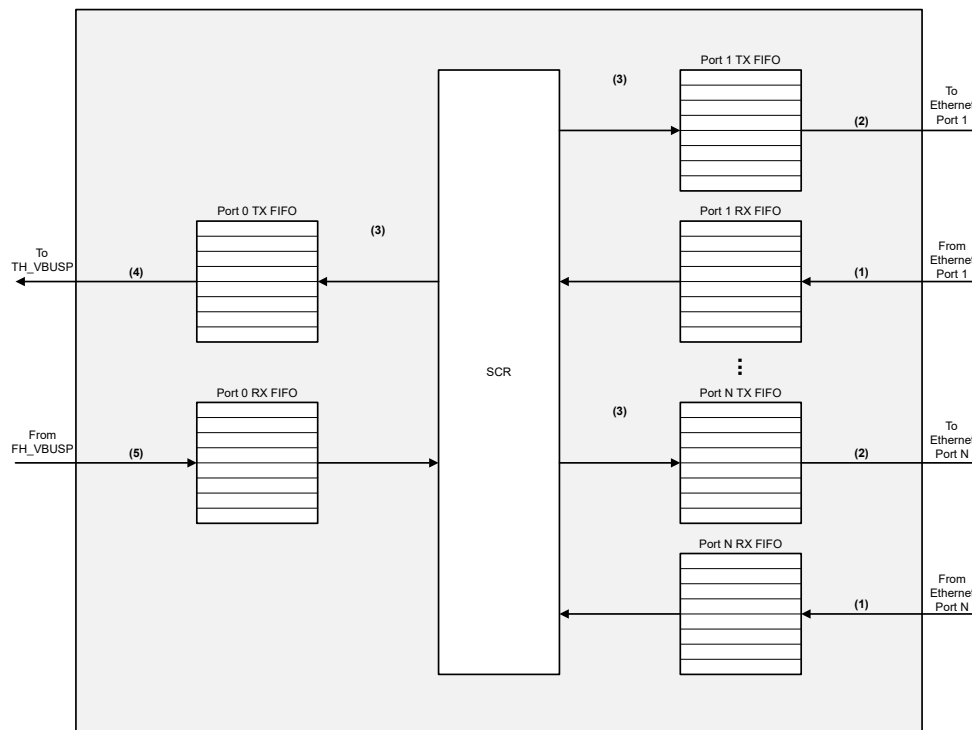 Port 1 TX FIFO
(3)
To
Ethernet
Port 1
(2)
Port 0 TX FIFO
(3)
Port 1 RX FIFO
To
TH_VBUSP
(4)
From
Ethernet
Port 1
(1)
SCR
Port 0 RX FIFO
Port N TX FIFO
(3)
From
FH_VBUSP
(5)
To
Ethernet
Port N
(2)
Port N RX FIFO
From
Ethernet
Port N
(1)